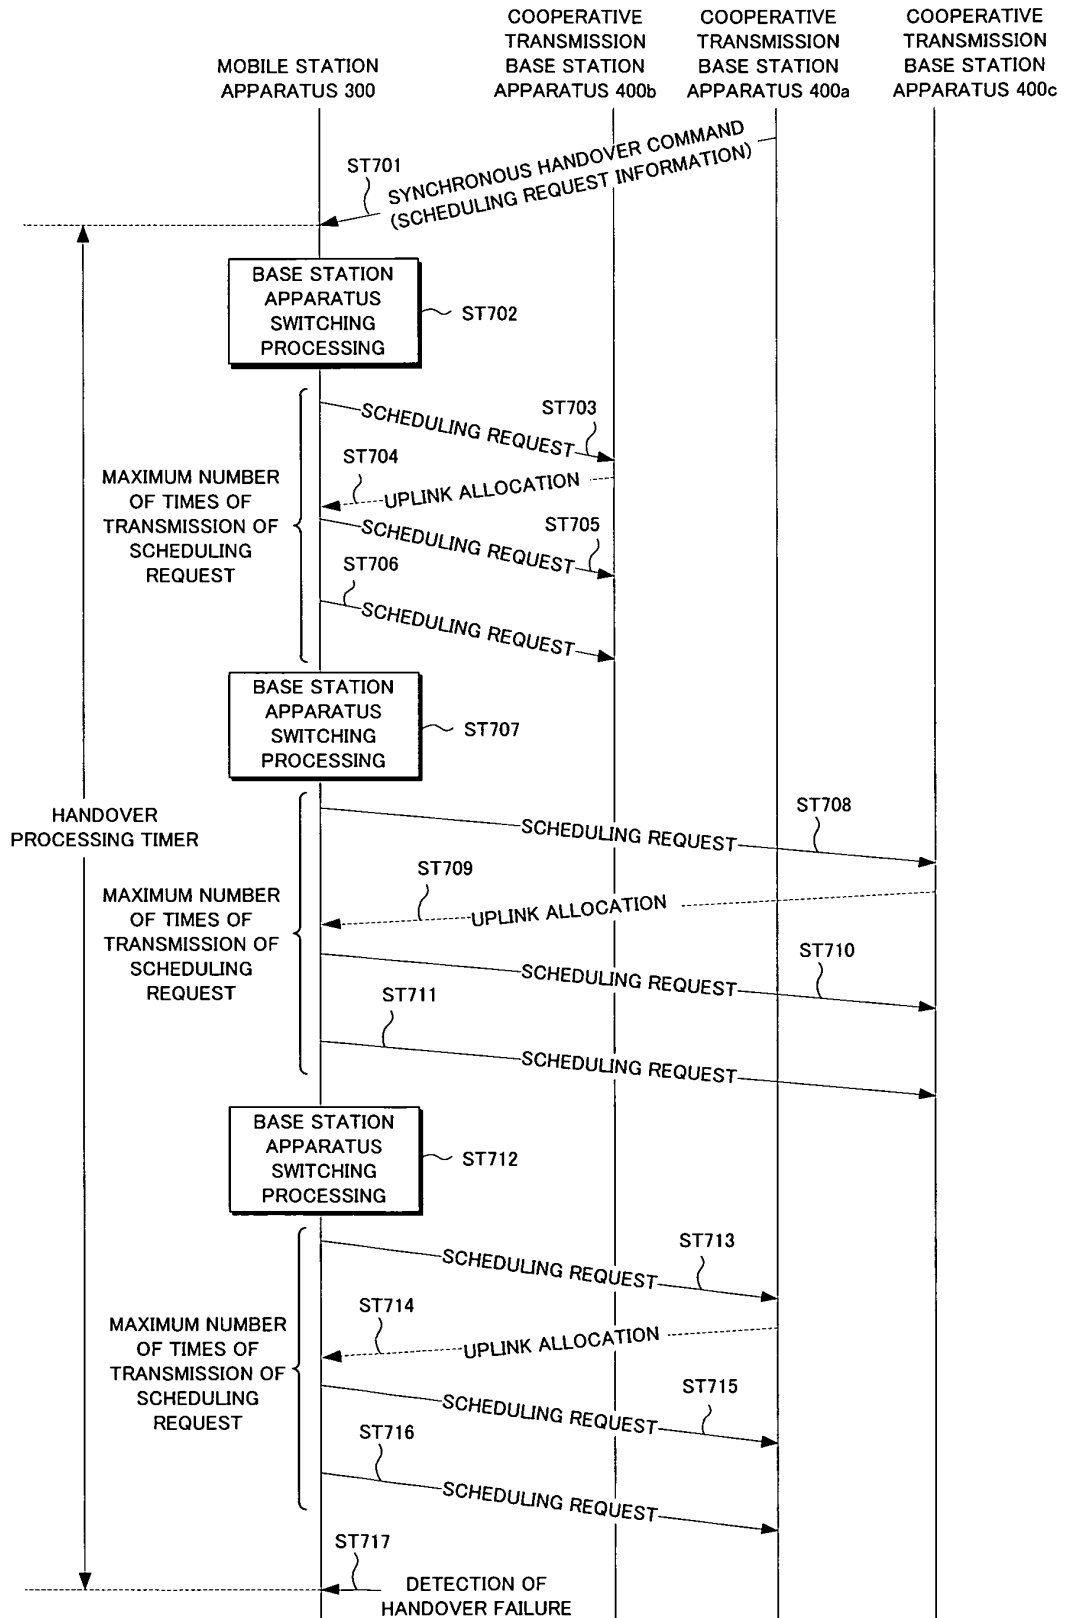 MOBILE STATION
APPARATUS 300
COOPERATIVE
TRANSMISSION
BASE STATION
APPARATUS 400b
COOPERATIVE
TRANSMISSION
BASE STATION
APPARATUS 400a
COOPERATIVE
TRANSMISSION
BASE STATION
APPARATUS 400c
ST701
SYNCHRONOUS HANDOVER COMMAND
(SCHEDULING REQUEST INFORMATION)
BASE STATION
APPARATUS
SWITCHING
PROCESSING
ST702
SCHEDULING REQUEST
ST703
ST704
UPLINK ALLOCATION
MAXIMUM NUMBER
OF TIMES OF
TRANSMISSION OF
SCHEDULING
REQUEST
SCHEDULING REQUEST
ST705
ST706
SCHEDULING REQUEST
BASE STATION
APPARATUS
SWITCHING
PROCESSING
ST707
HANDOVER
PROCESSING TIMER
SCHEDULING REQUEST
ST708
ST709
UPLINK ALLOCATION
MAXIMUM NUMBER
OF TIMES OF
TRANSMISSION OF
SCHEDULING
REQUEST
SCHEDULING REQUEST
ST710
ST711
SCHEDULING REQUEST
BASE STATION
APPARATUS
SWITCHING
PROCESSING
ST712
SCHEDULING REQUEST
ST713
ST714
UPLINK ALLOCATION
MAXIMUM NUMBER
OF TIMES OF
TRANSMISSION OF
SCHEDULING
REQUEST
SCHEDULING REQUEST
ST715
ST716
SCHEDULING REQUEST
ST717
DETECTION OF
HANDOVER FAILURE